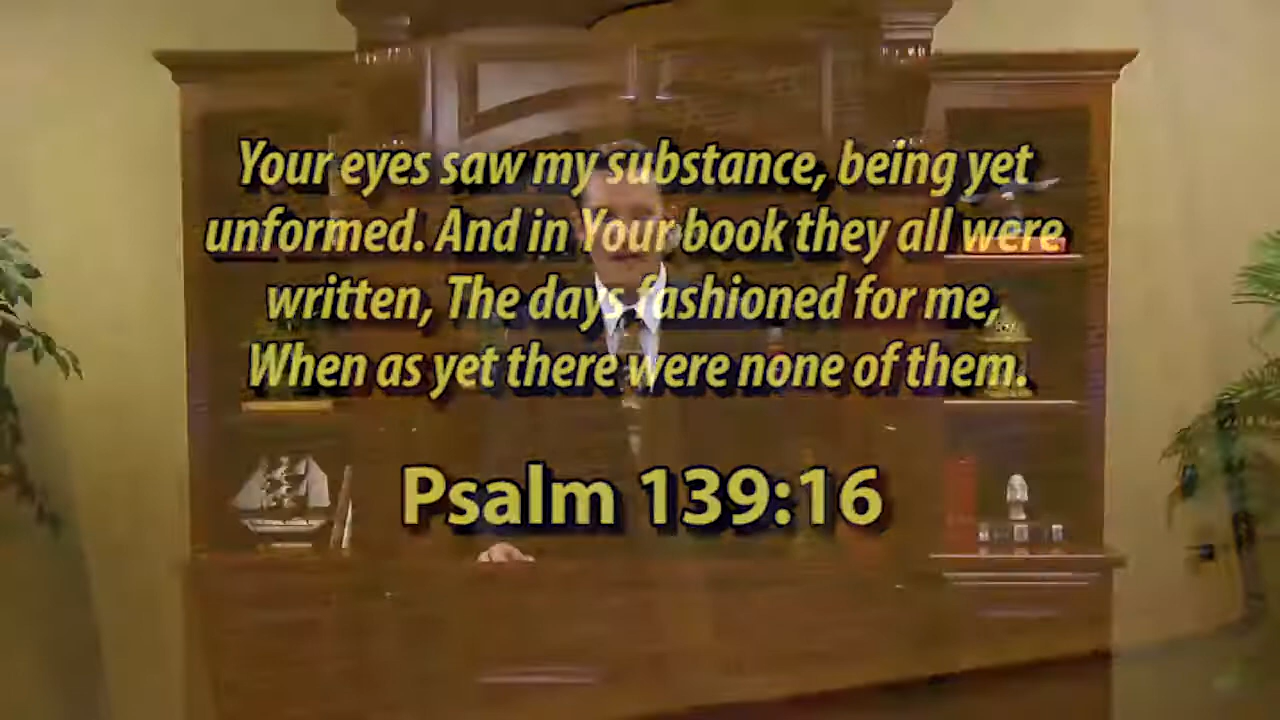 Your eyes saw my substance, being yet
unformed. And in Your book they all were
written, The days fashioned for me,
When as yet there were none of them.
Psalm 139:16